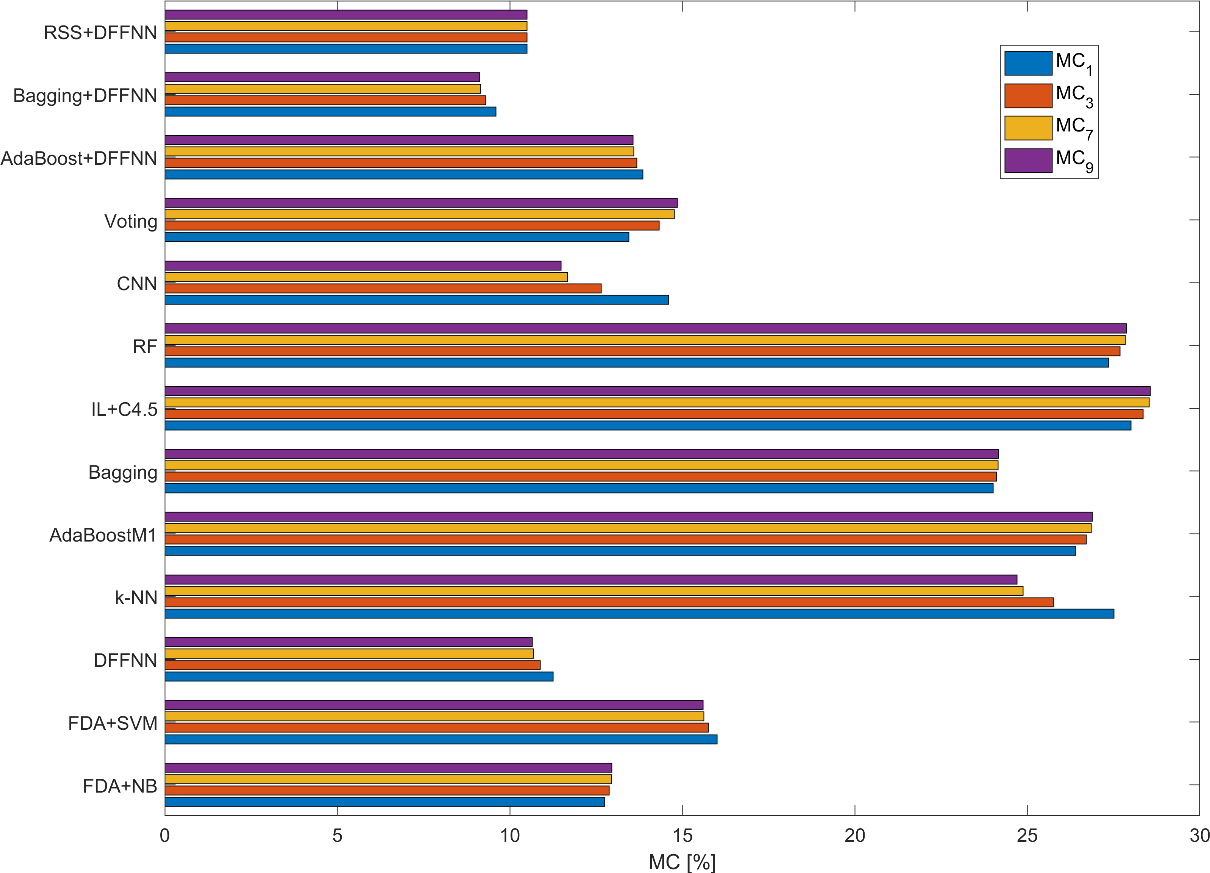 RSS+DFFNN
Bagging+DFFNN
AdaBoost+DFFNN
Voting
CNN
RF
IL+C4.5
Bagging
AdaBoostM1
k-NN
DFFNN
FDA+SVM
FDA+NB
MC1
MC3
MC7
MC9
0 5 10 15 20 25 30
MC [%]